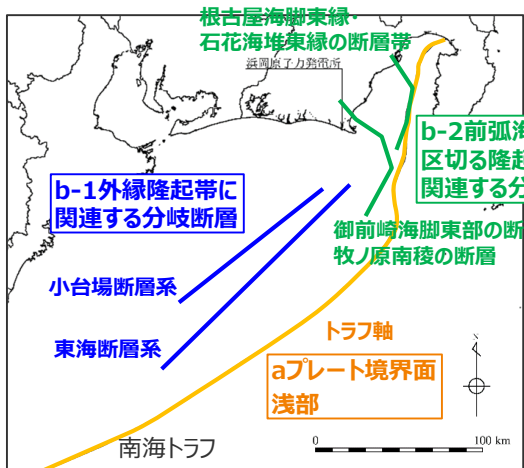 根古屋海脚東縁・
石花海堆東縁の断層帯
浜岡原子力発電所
b-2前弧海
区切る隆起
関連する分
b-1外縁隆起帯に
関連する分岐断層
御前崎海脚東部の断
牧ノ原南稜の断層
小台場断層系
東海断層系
トラフ軸
aプレート境界面
浅部
南海トラフ
N
0
100 km